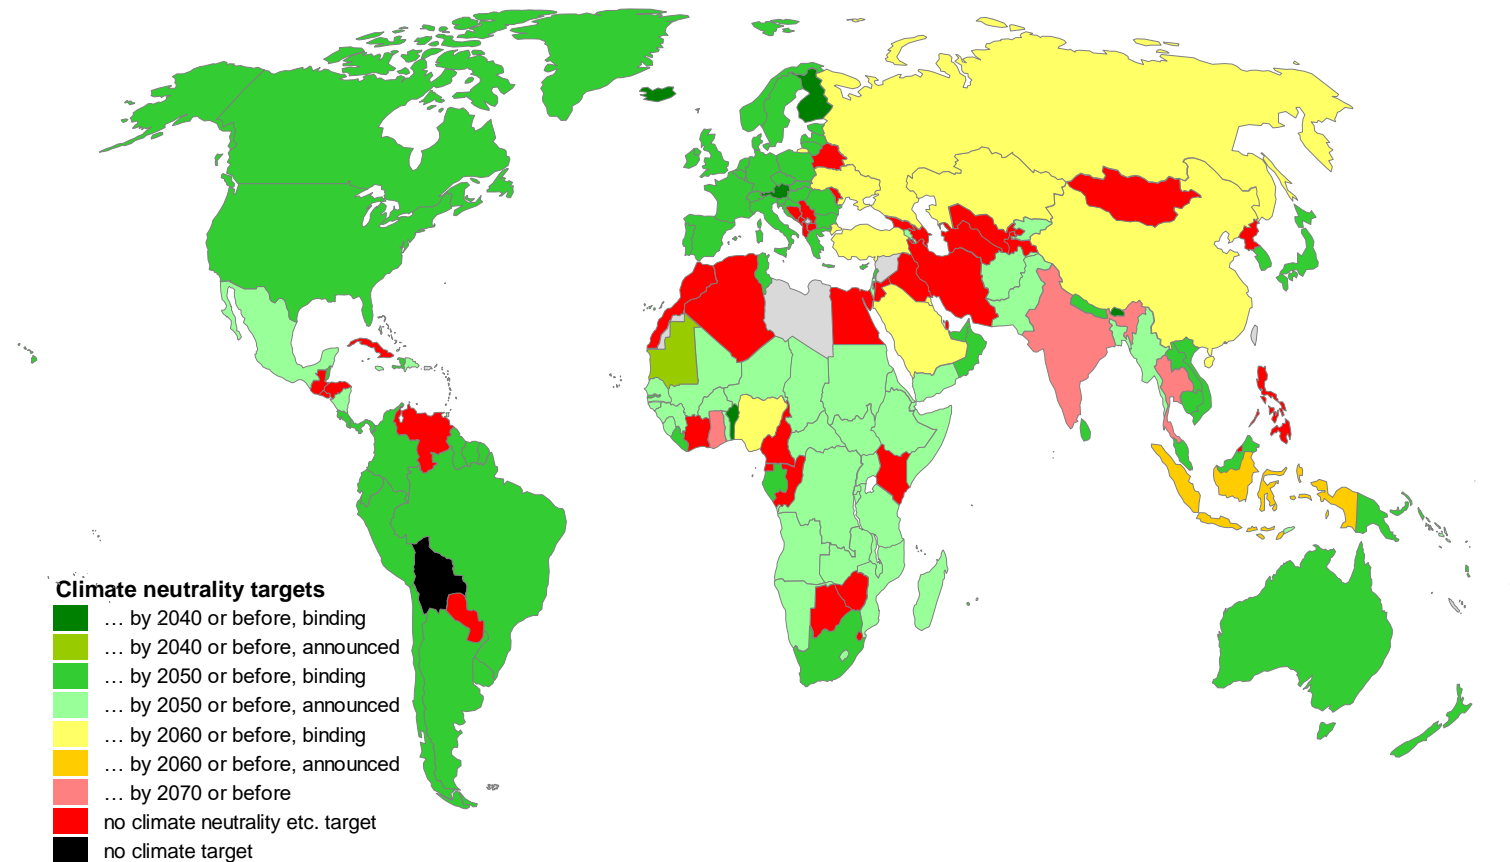 Climate neutrality targets
… by 2040 or before, binding
… by 2040 or before, announced
… by 2050 or before, binding
… by 2050 or before, announced
… by 2060 or before, binding
… by 2060 or before, announced
… by 2070 or before
no climate neutrality etc. target
no climate target